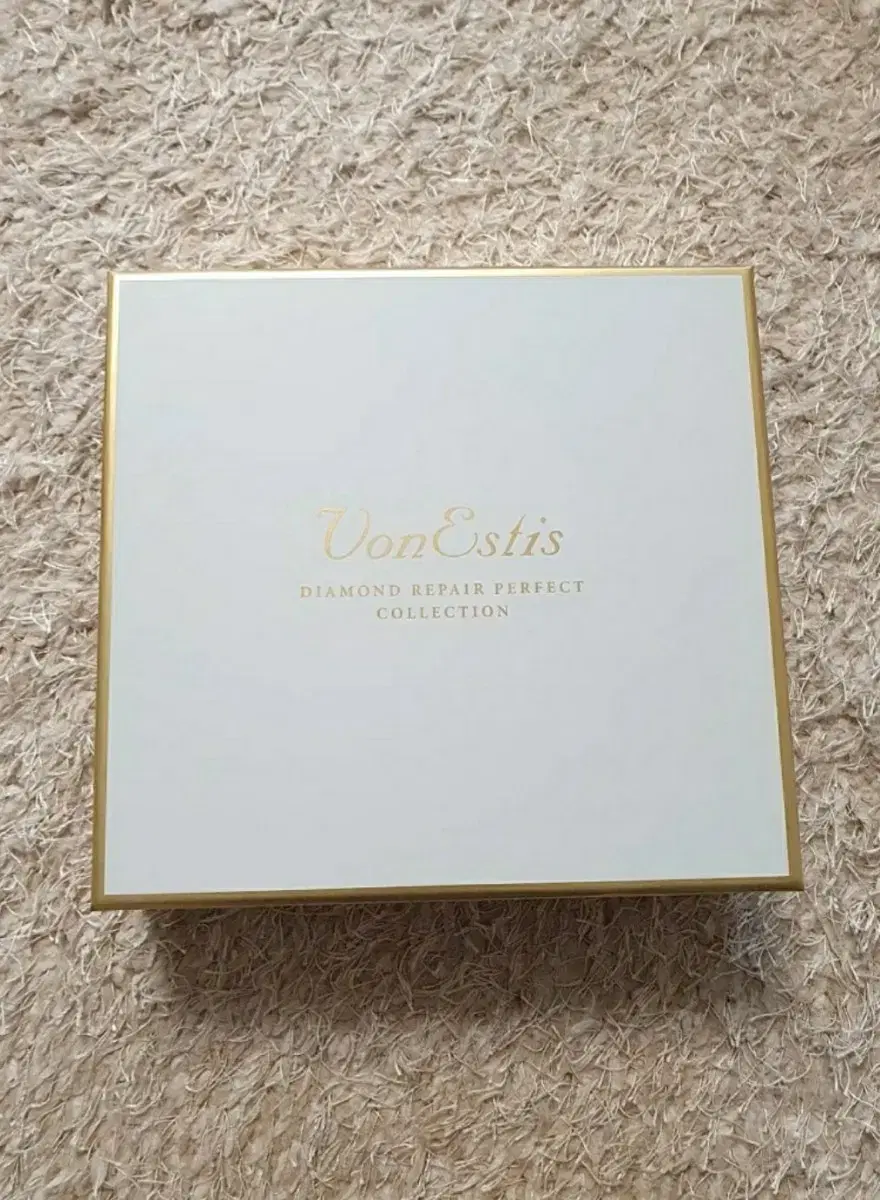 VonEstis
DIAMOND REPAIR PERFECT
COLLECTION